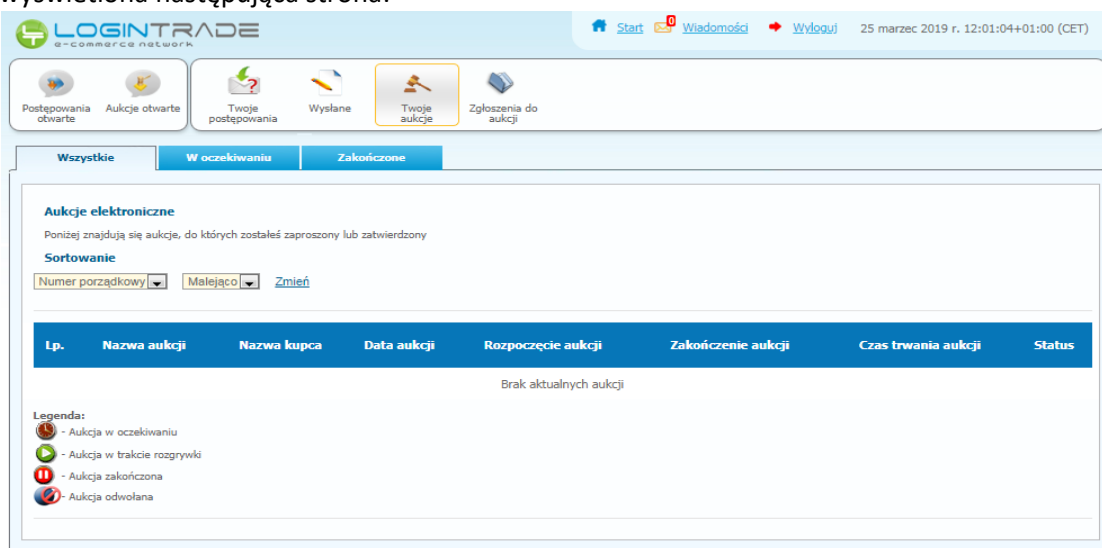 wyświetlona następująca strona:
LOGINTRADE
e-commerce network
Start 0 Wiadomości Wyloguj 25 marzec 2019 r. 12:01:04+01:00 (CET)
Postępowania otwarte
Aukcje otwarte
Twoje postępowania
Wysłane
Twoje aukcje
Zgłoszenia do aukcji
Wszystkie W oczekiwaniu Zakończone
Aukcje elektroniczne
Poniżej znajdują się aukcje, do których zostałeś zaproszony lub zatwierdzony
Sortowanie
Numer porządkowy Malejąco Zmień
Lp. Nazwa aukcji Nazwa kupca Data aukcji Rozpoczęcie aukcji Zakończenie aukcji Czas trwania aukcji Status
Brak aktualnych aukcji
Legenda:
- Aukcja w oczekiwaniu
- Aukcja w trakcie rozgrywki
- Aukcja zakończona
- Aukcja odwołana